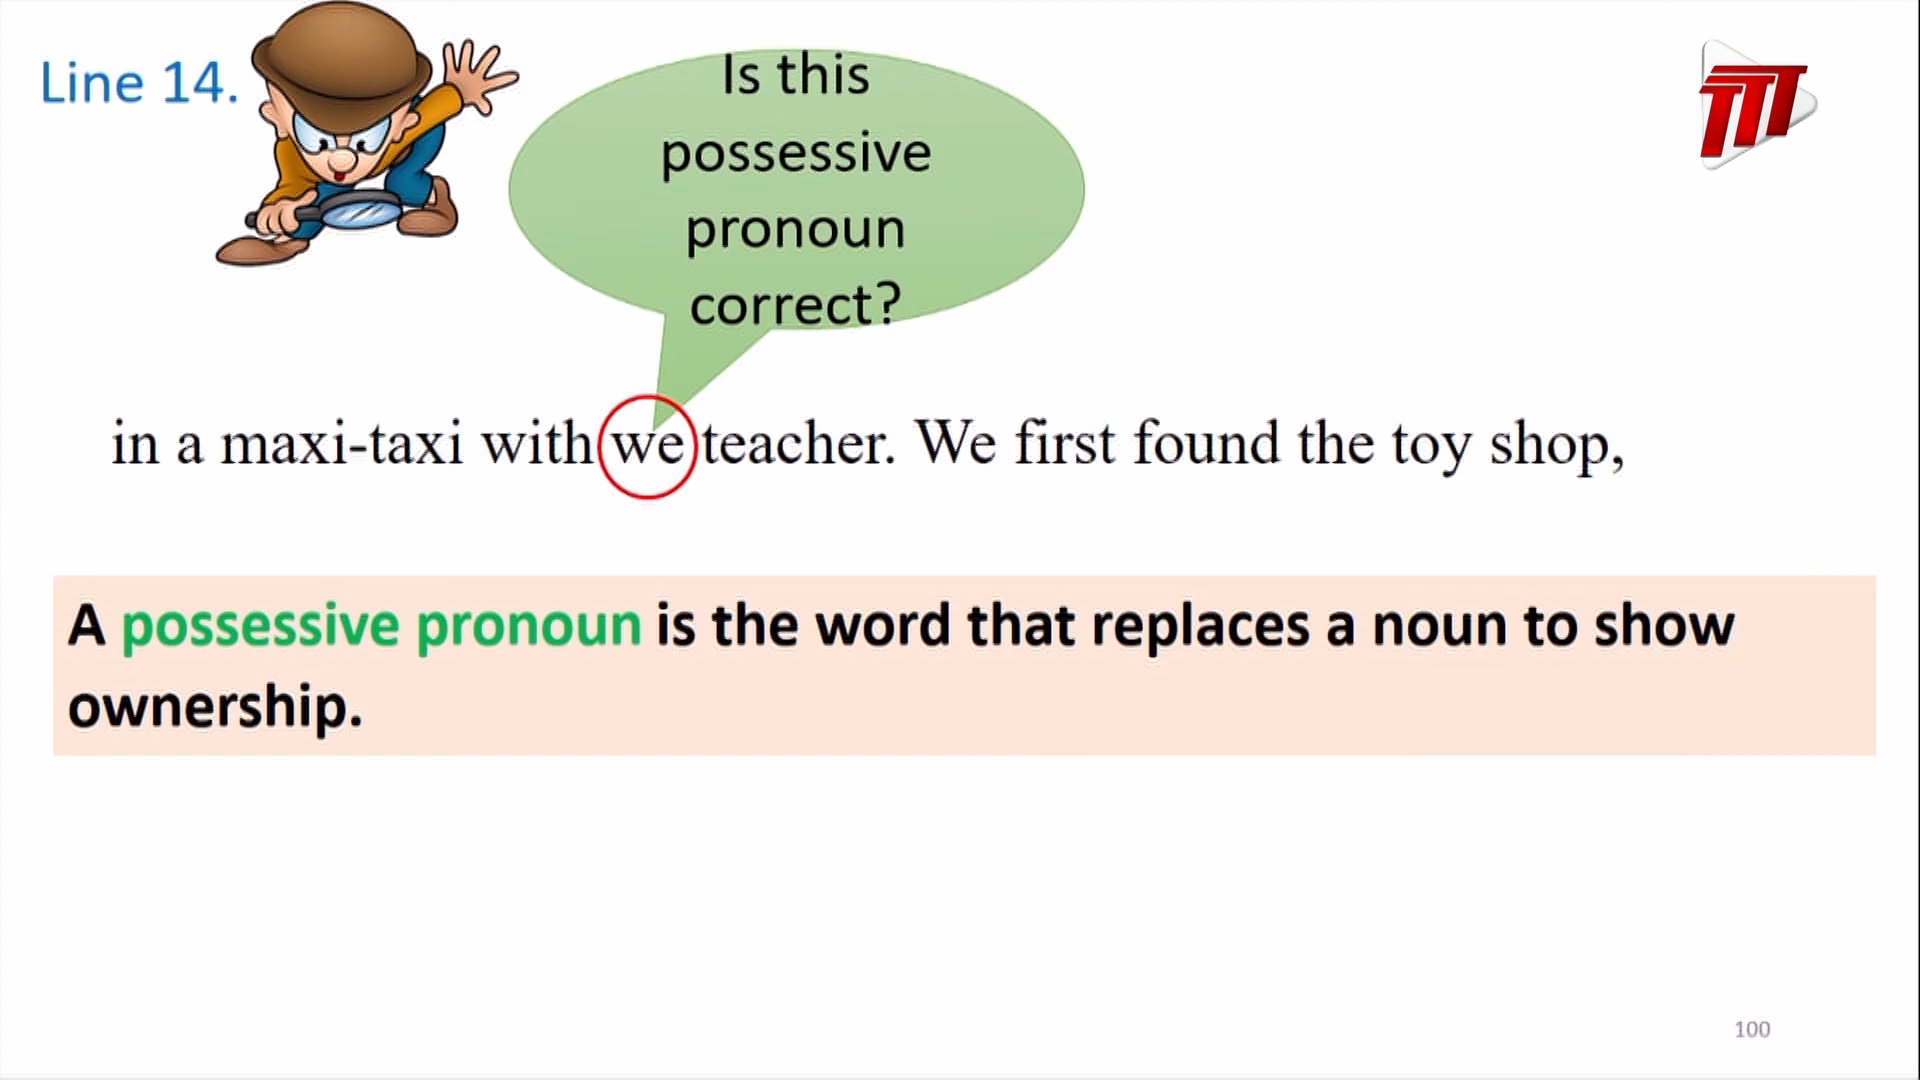 Line 14.
Is this
possessive
pronoun
correct?
TTT
in a maxi-taxi with we teacher. We first found the toy shop,
A possessive pronoun is the word that replaces a noun to show
ownership.
100